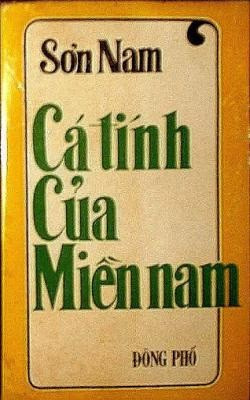 Sơn Nam
Cá tính
Của
Miền nam
ĐÔNG PHỐ